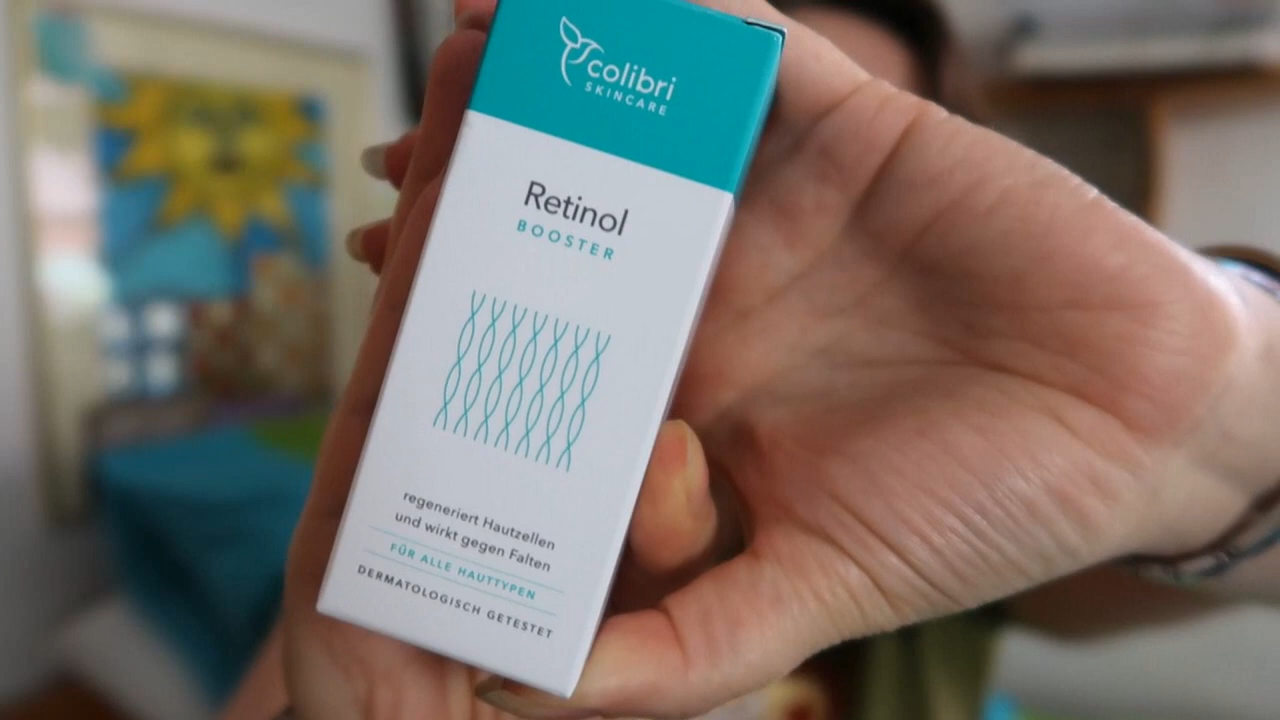 colibri
SKINCARE
Retinol
BOOSTER
regeneriert Hautzellen
und wirkt gegen Falten
FÜR ALLE HAUTTYPEN
DERMATOLOGISCH GETESTET